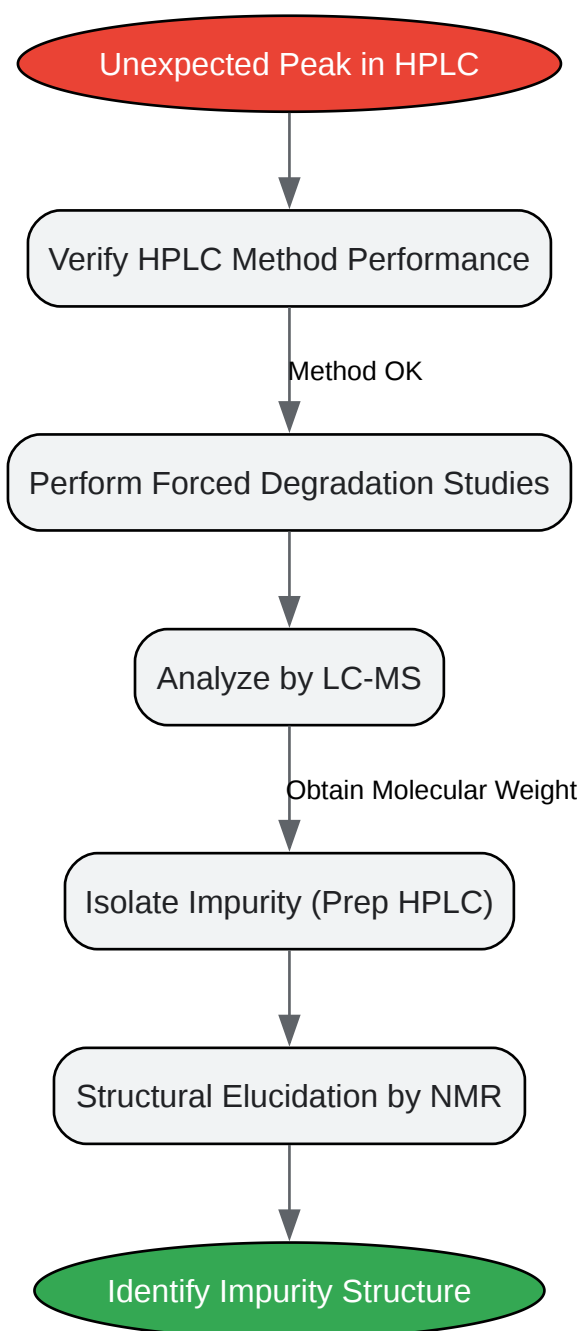 Unexpected Peak in HPLC
Verify HPLC Method Performance
Method OK
Perform Forced Degradation Studies
Analyze by LC-MS
Obtain Molecular Weight
Isolate Impurity (Prep HPLC)
Structural Elucidation by NMR
Identify Impurity Structure